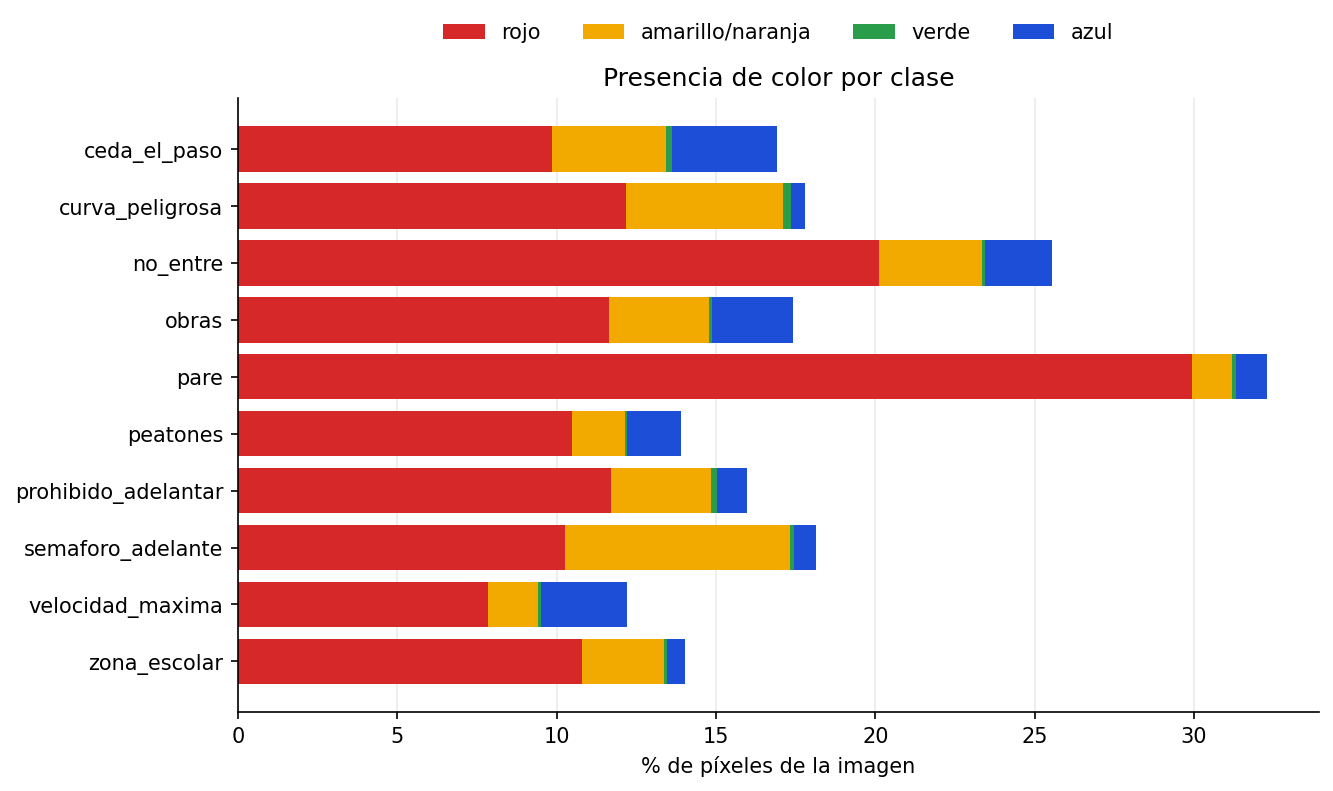 rojo amarillo/naranja verde azul
Presencia de color por clase
ceda_el_paso
curva_peligrosa
no_entre
obras
pare
peatones
prohibido_adelantar
semaforo_adelante
velocidad_maxima
zona_escolar
0 5 10 15 20 25 30
% de píxeles de la imagen